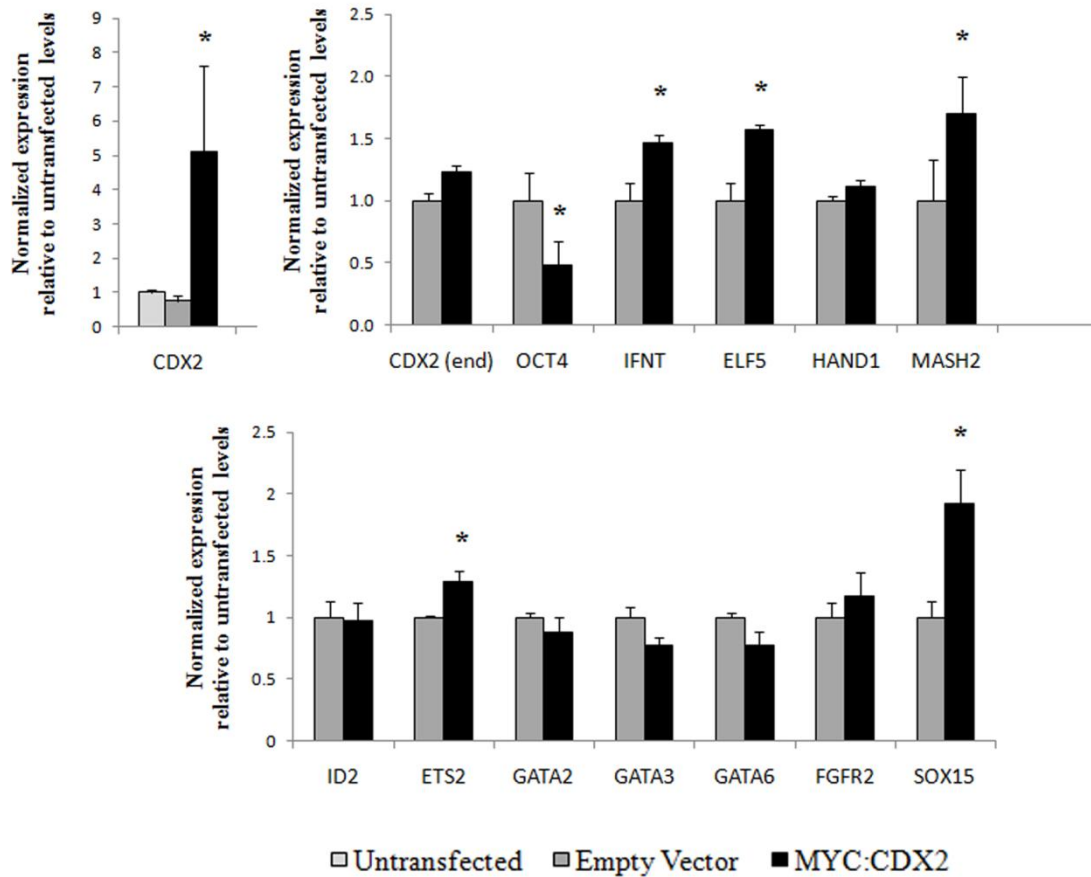 Normalized expression
relative to untransfected levels
9
8
7
6
5
4
3
2
1
0
*
CDX2
Normalized expression
relative to untransfected levels
2.5
2.0
1.5
1.0
0.5
0.0
* * * *
CDX2 (end) OCT4 IFNT ELF5 HAND1 MASH2
Normalized expression
relative to untransfected levels
2.5
2
1.5
1
0.5
0
* *
ID2 ETS2 GATA2 GATA3 GATA6 FGFR2 SOX15
Untransfected Empty Vector MYC:CDX2